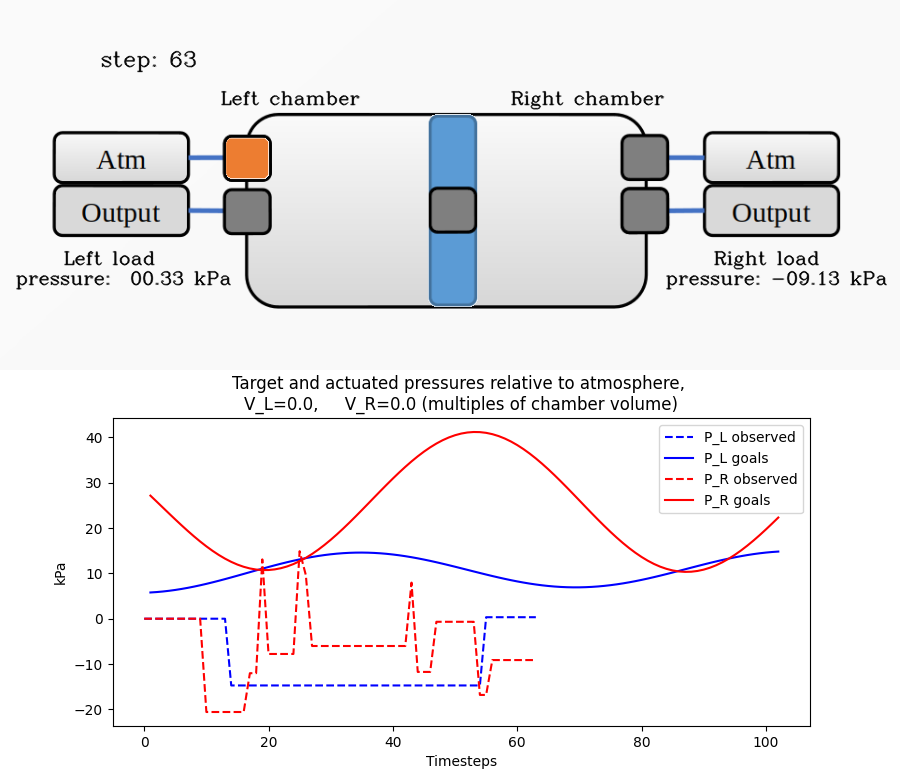 step: 63
Left chamber
Right chamber
Atm
Atm
Output
Output
Left load
pressure:  00.33 kPa
Right load
pressure: −09.13 kPa
Target and actuated pressures relative to atmosphere,
V_L=0.0,     V_R=0.0 (multiples of chamber volume)
40
30
20
10
0
−10
−20
kPa
P_L observed
P_L goals
P_R observed
P_R goals
0 20 40 60 80 100
Timesteps